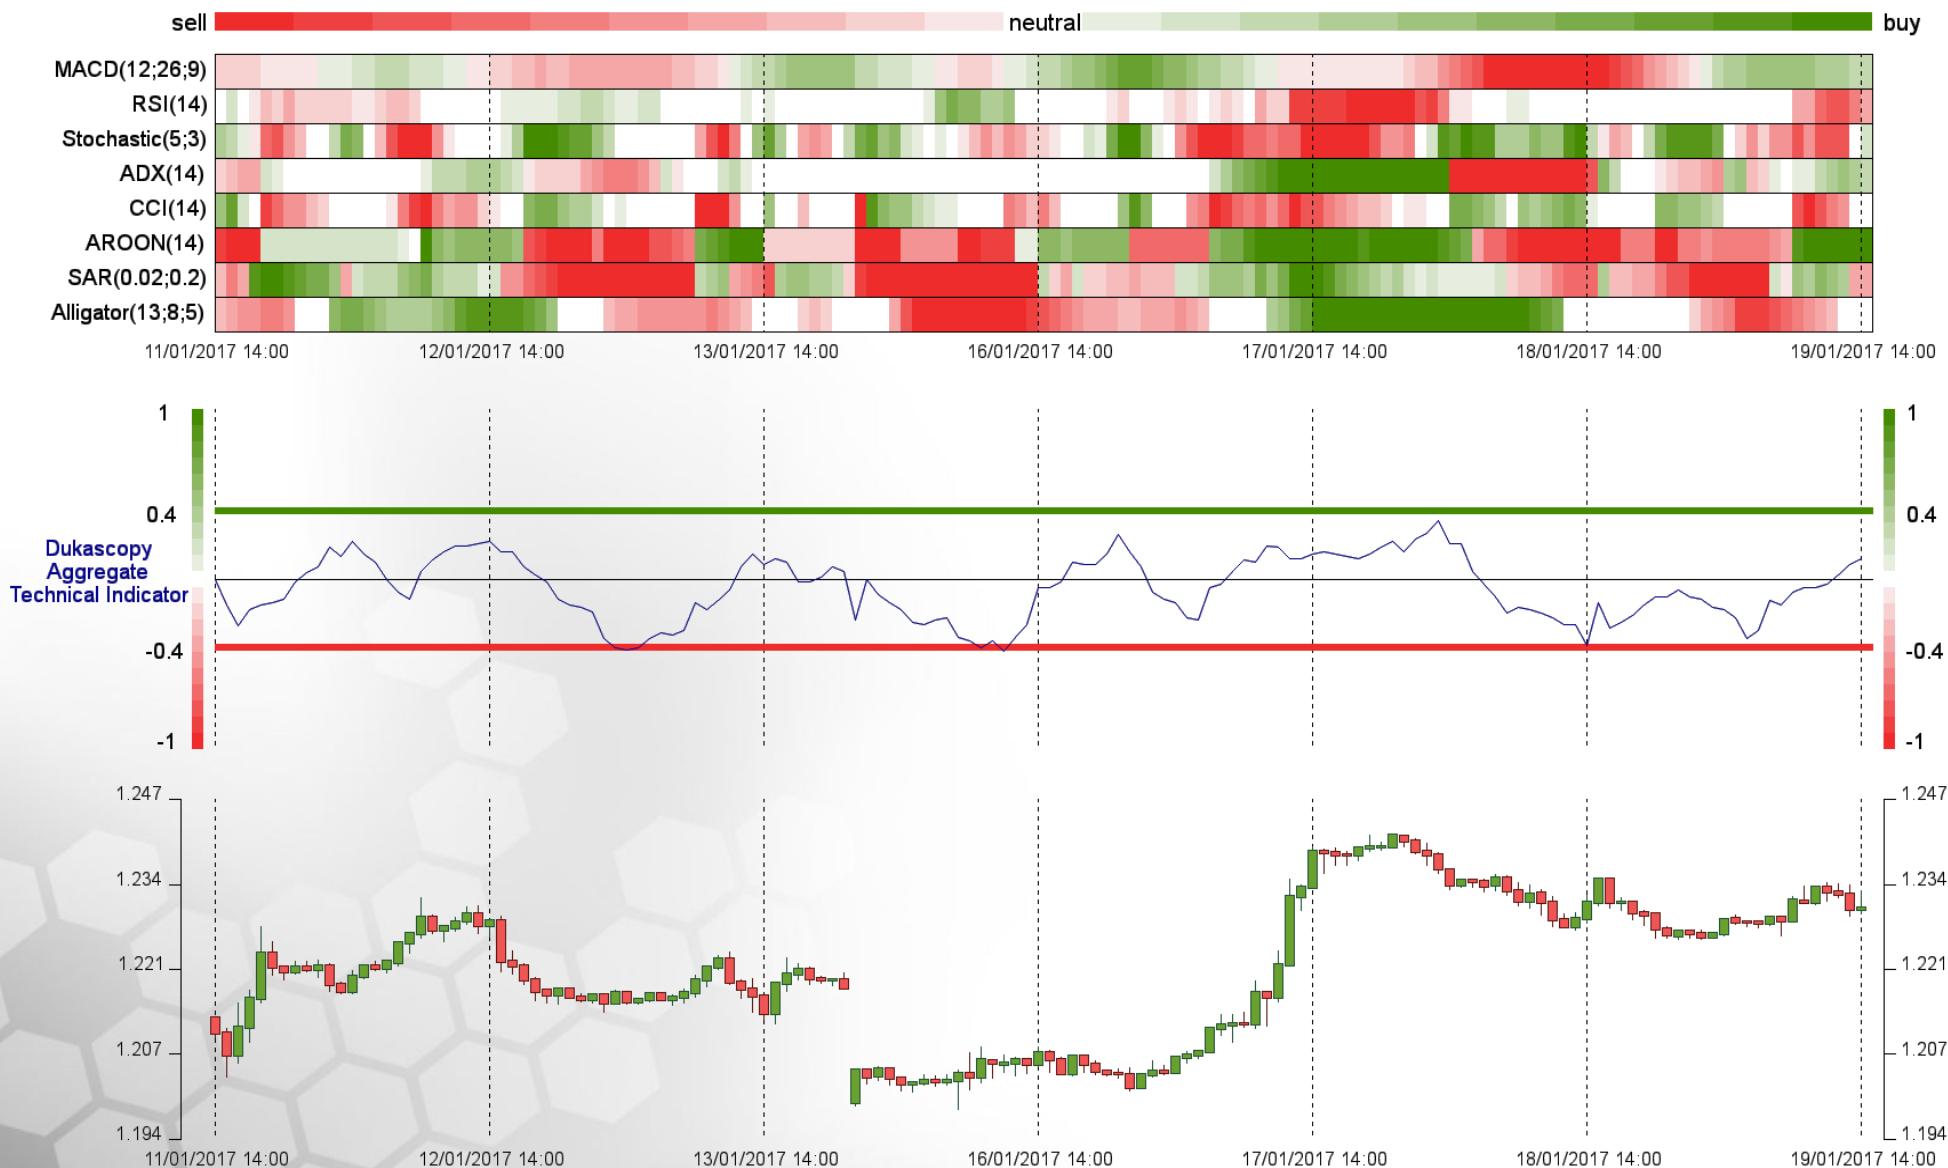 sell neutral buy
MACD(12;26;9)
RSI(14)
Stochastic(5;3)
ADX(14)
CCI(14)
AROON(14)
SAR(0.02;0.2)
Alligator(13;8;5)
11/01/2017 14:00 12/01/2017 14:00 13/01/2017 14:00 16/01/2017 14:00 17/01/2017 14:00 18/01/2017 14:00 19/01/2017 14:00
1 1
0.4 0.4
Dukascopy
Aggregate
Technical Indicator
-0.4 -0.4
-1 -1
1.247 1.247
1.234 1.234
1.221 1.221
1.207 1.207
1.194 1.194
11/01/2017 14:00 12/01/2017 14:00 13/01/2017 14:00 16/01/2017 14:00 17/01/2017 14:00 18/01/2017 14:00 19/01/2017 14:00